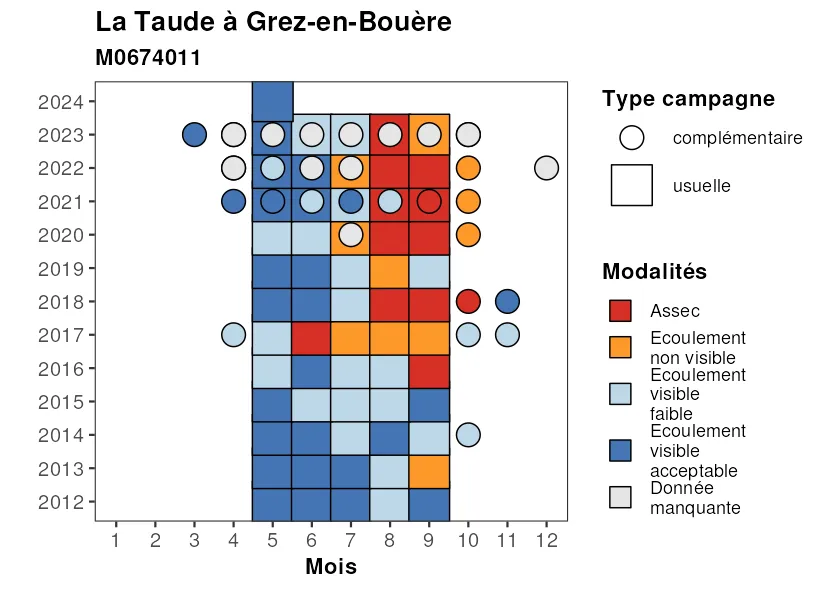 La Taude à Grez-en-Bouère
M0674011
2024
2023
2022
2021
2020
2019
2018
2017
2016
2015
2014
2013
2012
1 2 3 4 5 6 7 8 9 10 11 12
Mois
Type campagne
complémentaire
usuelle
Modalités
Assec
Ecoulement
non visible
Ecoulement
visible
faible
Ecoulement
visible
acceptable
Donnée
manquante